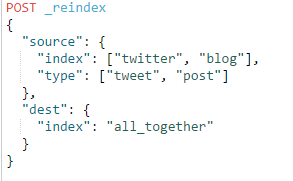 POST _reindex
{
  "source": {
    "index": ["twitter", "blog"],
    "type": ["tweet", "post"]
  },
  "dest": {
    "index": "all_together"
  }
}